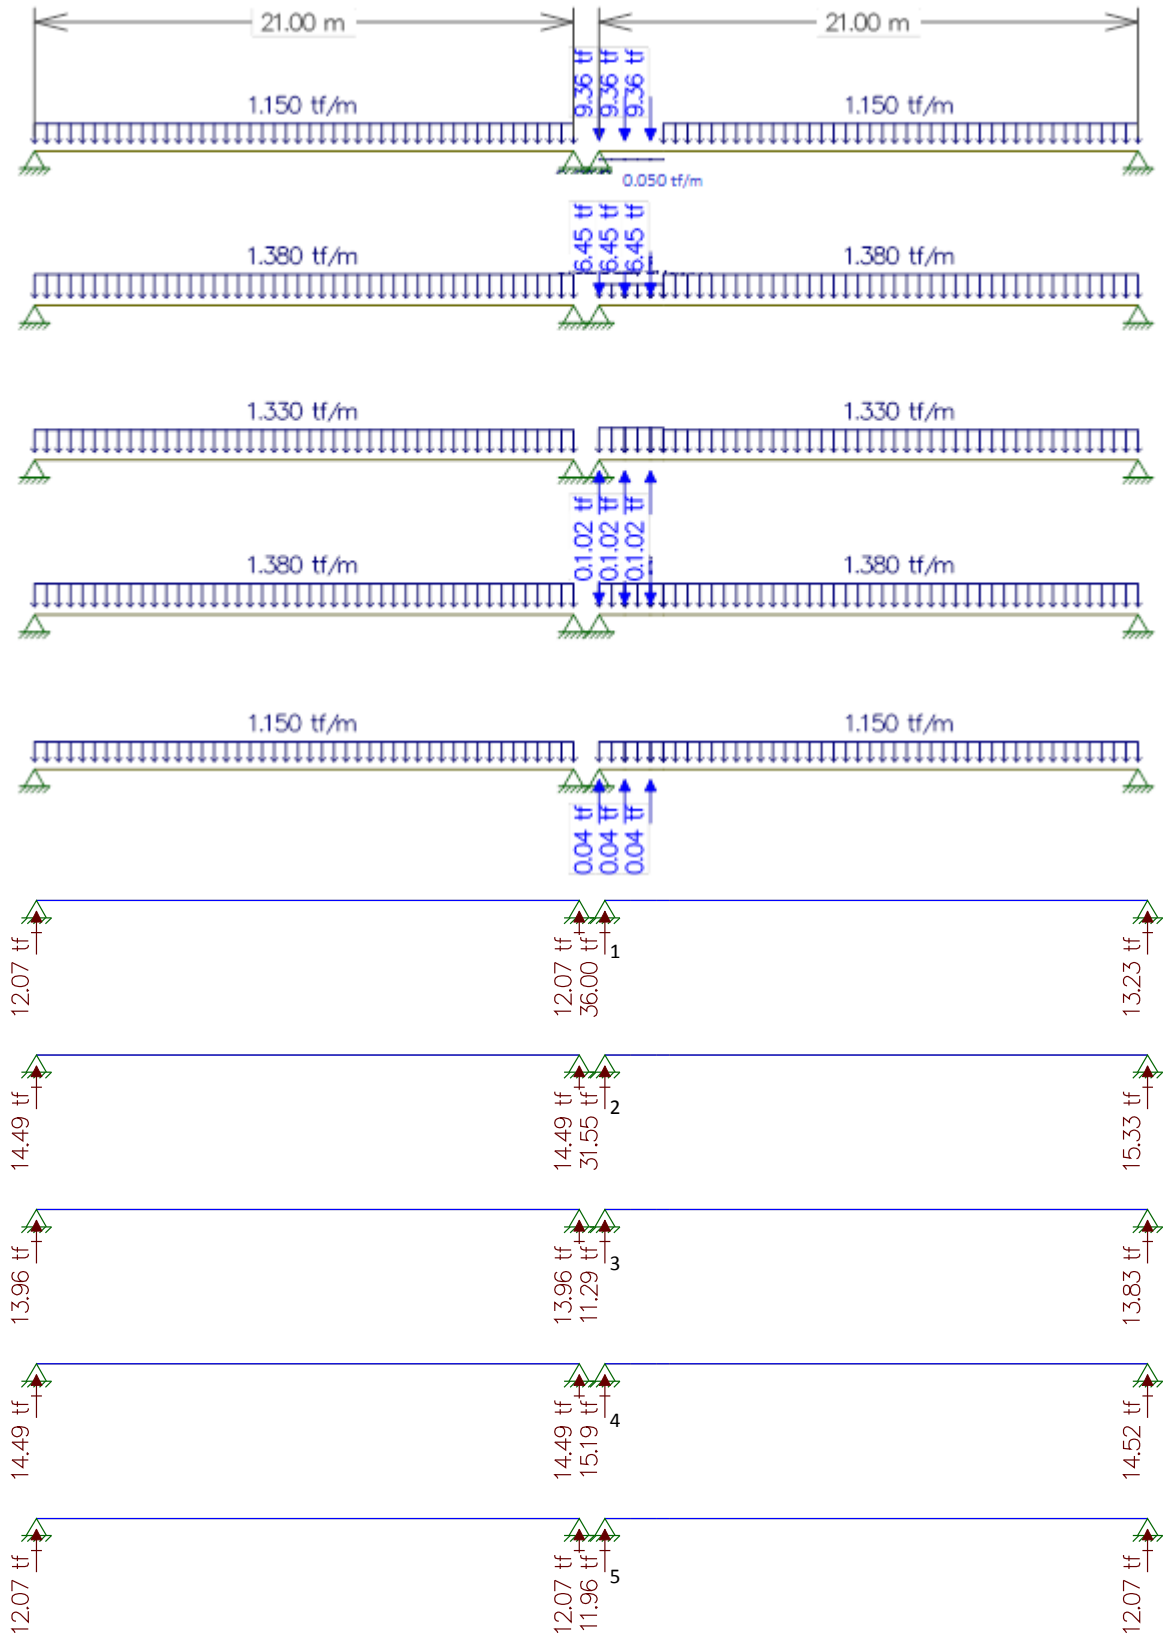 21.00 m 21.00 m
9.36 tf 9.36 tf 9.36 tf
1.150 tf/m 1.150 tf/m
0.050 tf/m
6.45 tf 6.45 tf 6.45 tf
1.380 tf/m 1.380 tf/m
1.330 tf/m 1.330 tf/m
0.1.02 tf 0.1.02 tf 0.1.02 tf
1.380 tf/m 1.380 tf/m
1.150 tf/m 1.150 tf/m
0.04 tf 0.04 tf 0.04 tf
12.07 tf 12.07 tf 36.00 tf 1 13.23 tf
14.49 tf 14.49 tf 31.55 tf 2 15.33 tf
13.96 tf 13.96 tf 11.29 tf 3 13.83 tf
14.49 tf 14.49 tf 15.19 tf 4 14.52 tf
12.07 tf 12.07 tf 11.96 tf 5 12.07 tf